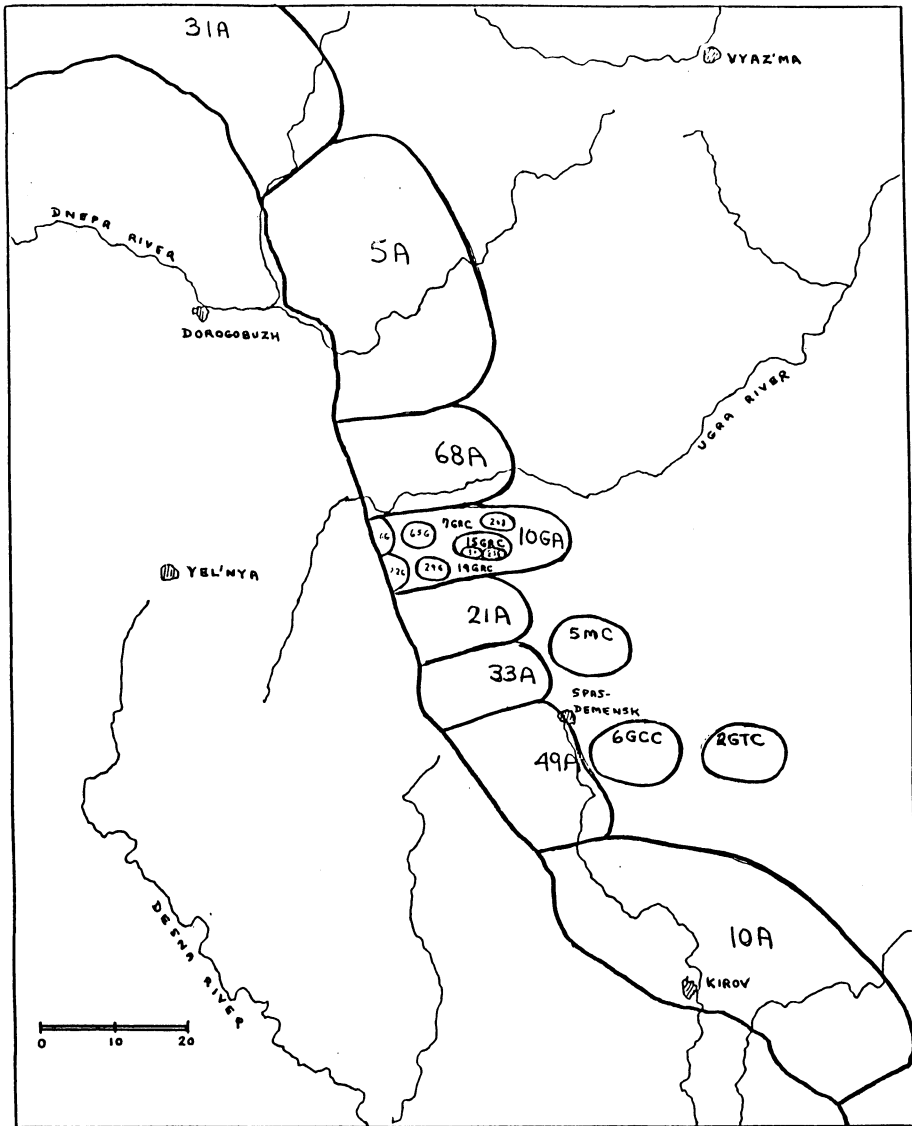 31A
VYAZ'MA
DNEPR RIVER
5A
DOROGOBUZH
UGRA RIVER
68A
7GRC
65G
15GRC
10GA
29G
19GRC
YEL'NYA
21A
5MC
33A
SPAS-
DEMENSK
6GCC
2GTC
49A
DESNA RIVER
10A
KIROV
0 10 20